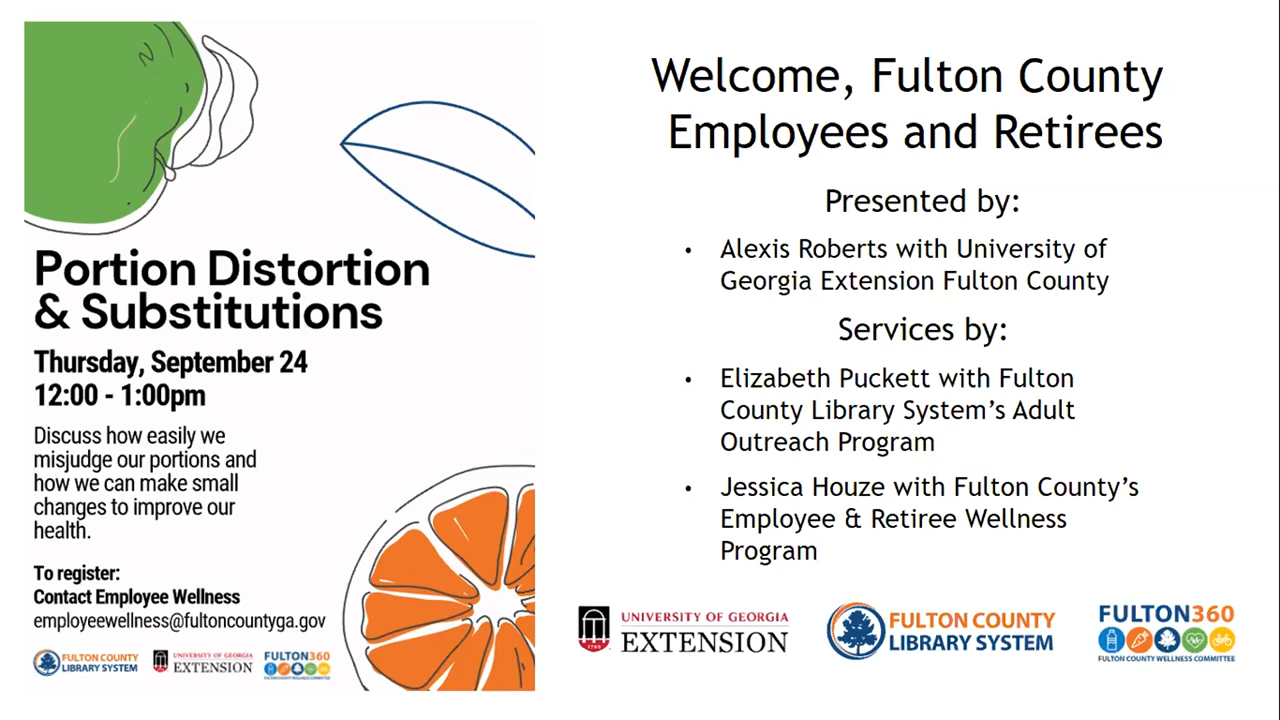 Portion Distortion
& Substitutions
Thursday, September 24
12:00 - 1:00pm
Discuss how easily we
misjudge our portions and
how we can make small
changes to improve our
health.
To register:
Contact Employee Wellness
employeewellness@fultoncountyga.gov
FULTON COUNTY
LIBRARY SYSTEM
UNIVERSITY OF GEORGIA
EXTENSION
FULTON360
FULTON COUNTY WELLNESS COMMITTEE
Welcome, Fulton County
Employees and Retirees
Presented by:
• Alexis Roberts with University of
Georgia Extension Fulton County
Services by:
• Elizabeth Puckett with Fulton
County Library System’s Adult
Outreach Program
• Jessica Houze with Fulton County’s
Employee & Retiree Wellness
Program
1785
UNIVERSITY OF GEORGIA
EXTENSION
FULTON COUNTY
LIBRARY SYSTEM
FULTON360
FULTON COUNTY WELLNESS COMMITTEE